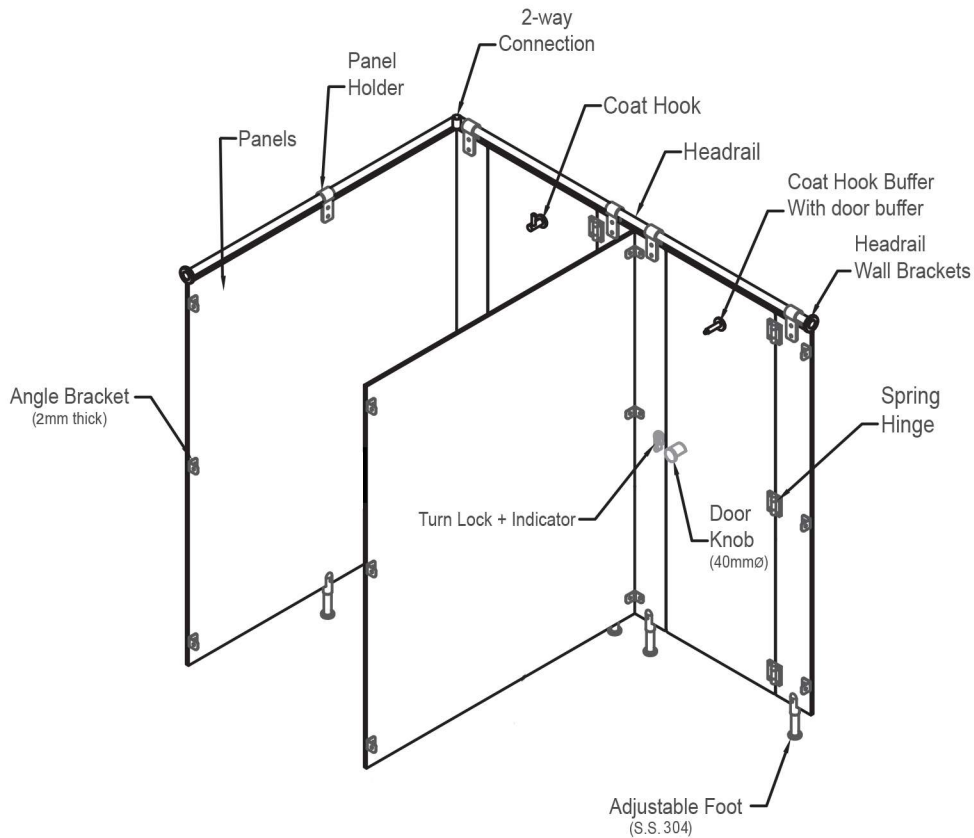 2-way
Connection
Panel
Holder
Coat Hook
Panels
Headrail
Coat Hook Buffer
With door buffer
Headrail
Wall Brackets
Angle Bracket
(2mm thick)
Spring
Hinge
Turn Lock + Indicator
Door
Knob
(40mmØ)
Adjustable Foot
(S.S. 304)